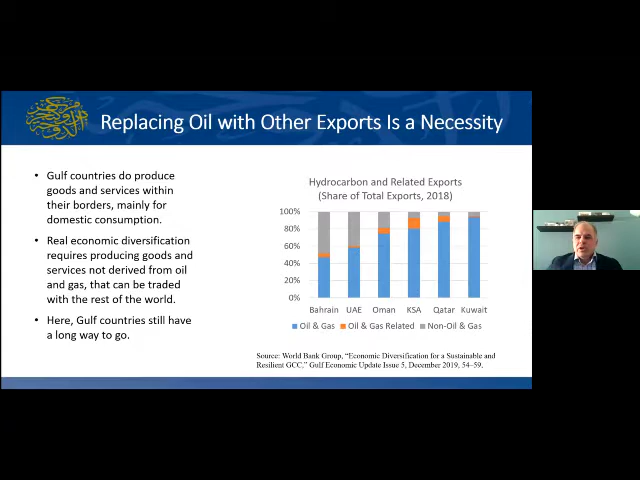 Replacing Oil with Other Exports Is a Necessity
• Gulf countries do produce
goods and services within
their borders, mainly for
domestic consumption.
• Real economic diversification
requires producing goods and
services not derived from oil
and gas, that can be traded
with the rest of the world.
• Here, Gulf countries still have
a long way to go.
Hydrocarbon and Related Exports
(Share of Total Exports, 2018)
100%
80%
60%
40%
20%
0%
Bahrain UAE Oman KSA Qatar Kuwait
Oil & Gas Oil & Gas Related Non-Oil & Gas
Source: World Bank Group, “Economic Diversification for a Sustainable and
Resilient GCC,” Gulf Economic Update Issue 5, December 2019, 54–59.